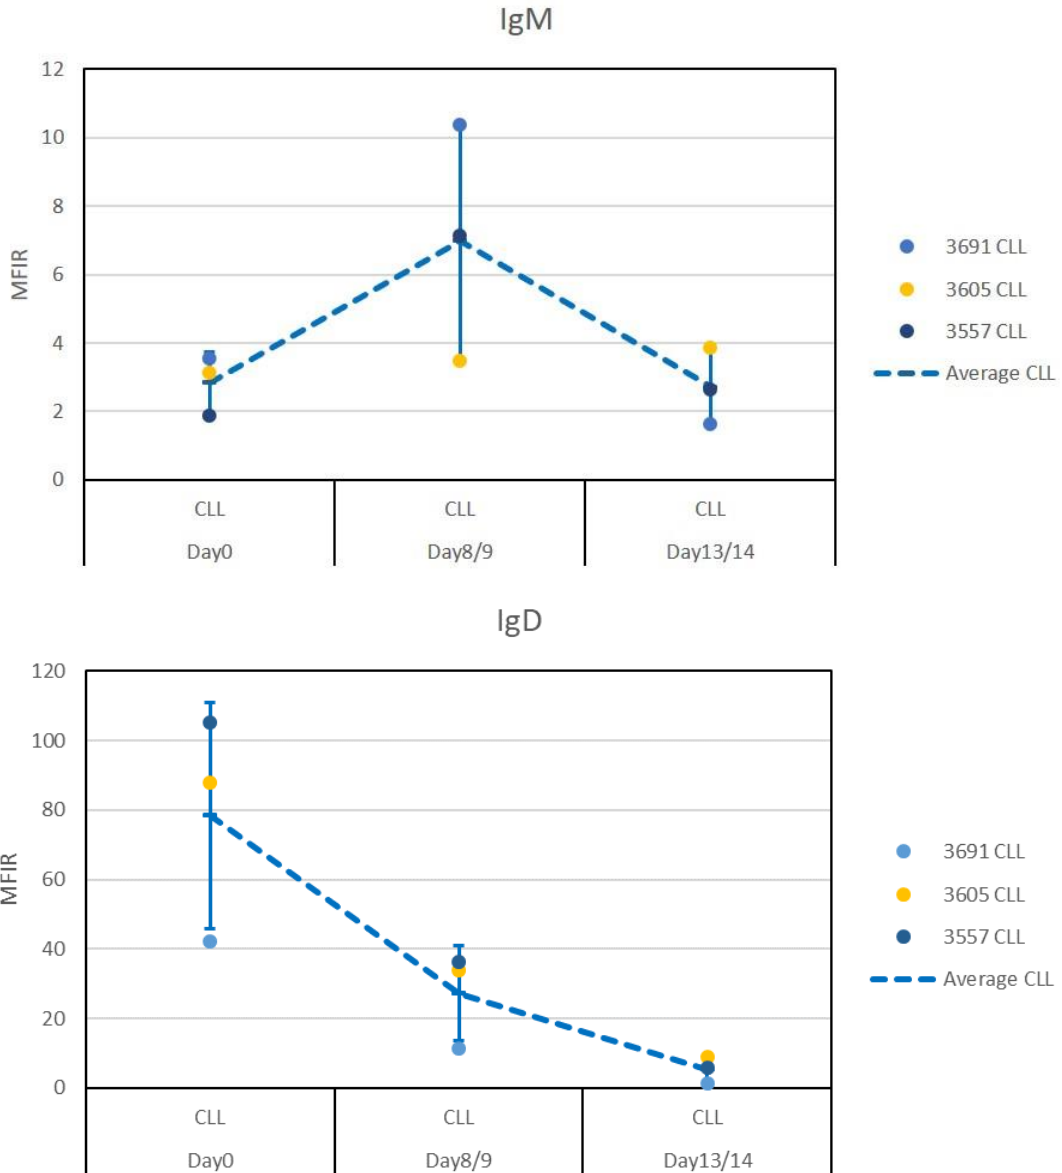 IgM
12
10
8
6
4
2
0
MFIR
CLL CLL CLL
Day0 Day8/9 Day13/14
3691 CLL
3605 CLL
3557 CLL
Average CLL
IgD
120
100
80
60
40
20
0
MFIR
CLL CLL CLL
Day0 Day8/9 Day13/14
3691 CLL
3605 CLL
3557 CLL
Average CLL